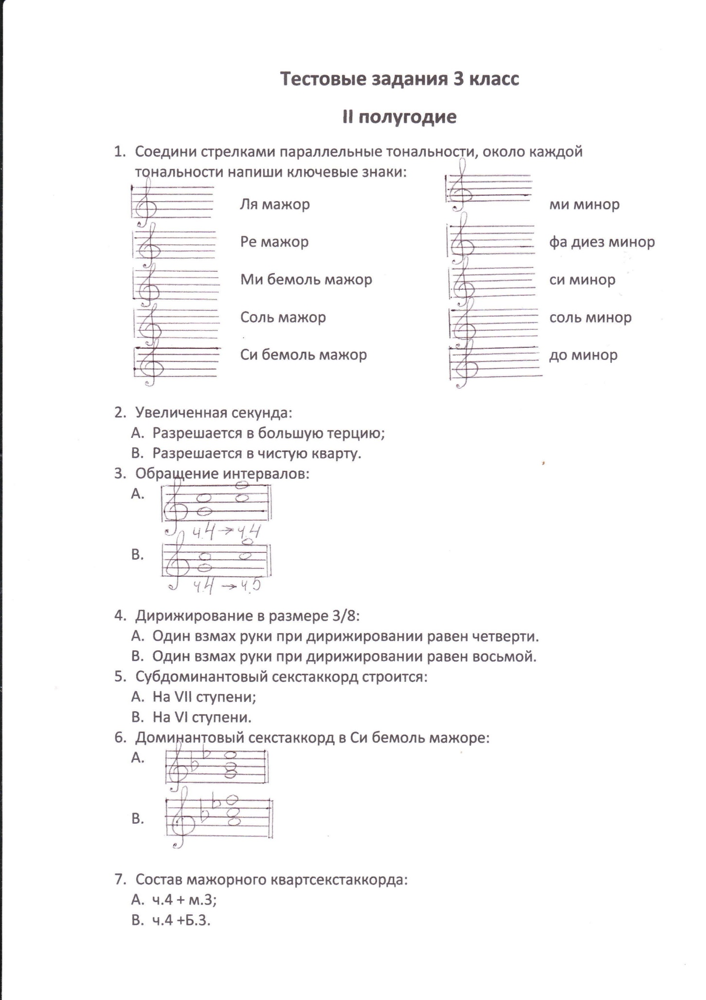 Тестовые задания 3 класс
II полугодие
1. Соедини стрелками параллельные тональности, около каждой
тональности напиши ключевые знаки:
Ля мажор ми минор
Ре мажор фа диез минор
Ми бемоль мажор си минор
Соль мажор соль минор
Си бемоль мажор до минор
2. Увеличенная секунда:
А. Разрешается в большую терцию;
В. Разрешается в чистую кварту.
3. Обращение интервалов:
А.
ч.4 → ч.4
В.
ч.4 → ч.5
4. Дирижирование в размере 3/8:
А. Один взмах руки при дирижировании равен четверти.
В. Один взмах руки при дирижировании равен восьмой.
5. Субдоминантовый секстаккорд строится:
А. На VII ступени;
В. На VI ступени.
6. Доминантовый секстаккорд в Си бемоль мажоре:
А.
В.
7. Состав мажорного квартсекстаккорда:
А. ч.4 + м.3;
В. ч.4 +Б.3.